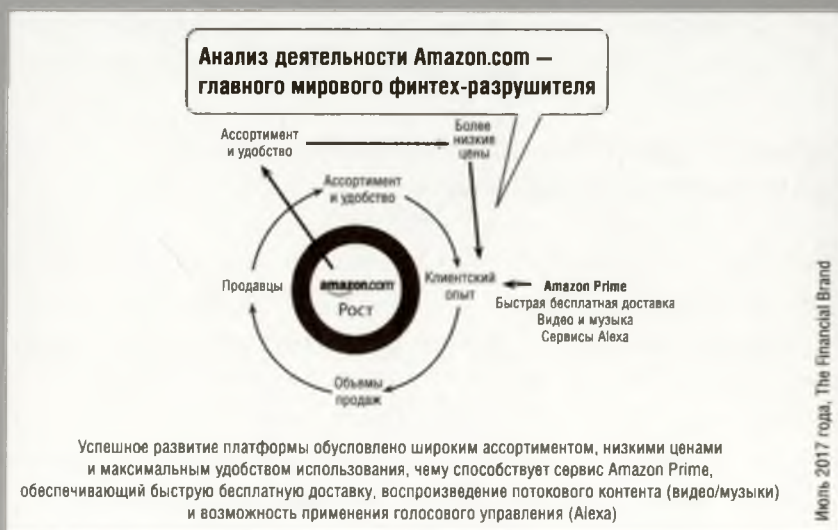 Анализ деятельности Amazon.com —
главного мирового финтех-разрушителя
Ассортимент
и удобство
Более
низкие
цены
Ассортимент
и удобство
Продавцы
amazon.com
Рост
Клиентский
опыт
Amazon Prime
Быстрая бесплатная доставка
Видео и музыка
Сервисы Alexa
Объемы
продаж
Успешное развитие платформы обусловлено широким ассортиментом, низкими ценами
и максимальным удобством использования, чему способствует сервис Amazon Prime,
обеспечивающий быструю бесплатную доставку, воспроизведение потокового контента (видео/музыки)
и возможность применения голосового управления (Alexa)
Июль 2017 года, The Financial Brand